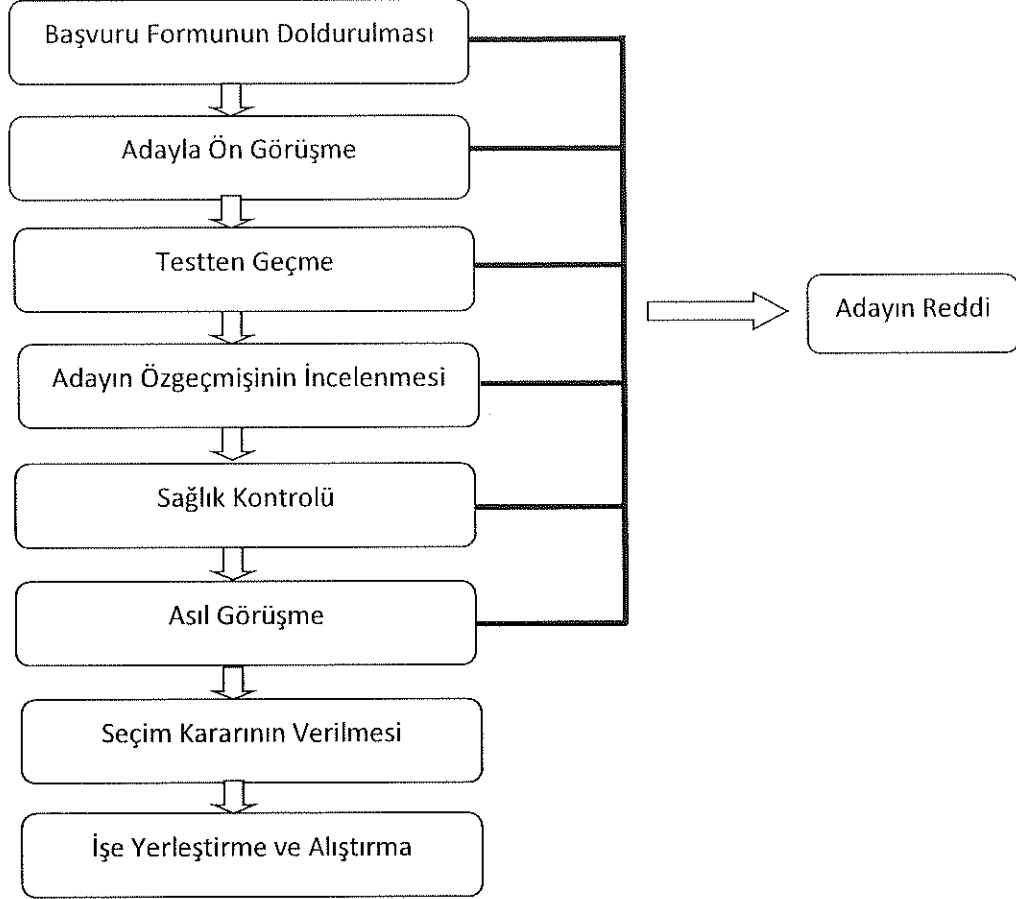 Başvuru Formunun Doldurulması
Adayla Ön Görüşme
Testten Geçme
Adayın Özgeçmişinin İncelenmesi
Sağlık Kontrolü
Asıl Görüşme
Seçim Kararının Verilmesi
İşe Yerleştirme ve Alıştırma
Adayın Reddi